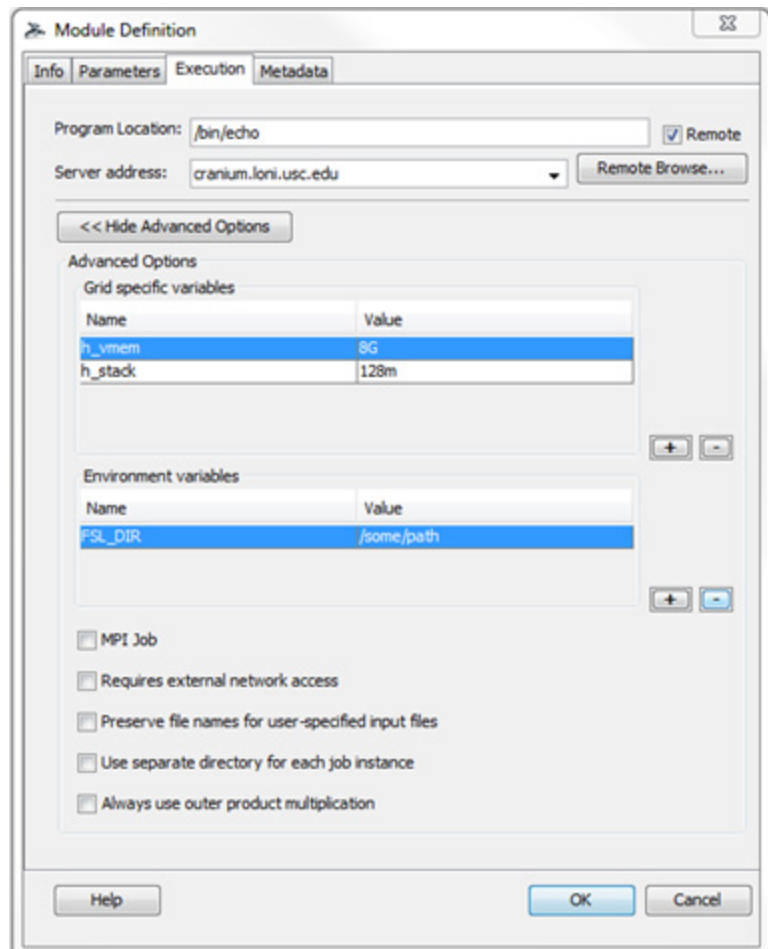 Module Definition
Info Parameters Execution Metadata
Program Location: /bin/echo Remote
Server address: cranium.loni.usc.edu Remote Browse...
<< Hide Advanced Options
Advanced Options
Grid specific variables
Name Value
h_vmem 8G
h_stack 128m
+ -
Environment variables
Name Value
FSL_DIR /some/path
+ -
MPI Job
Requires external network access
Preserve file names for user-specified input files
Use separate directory for each job instance
Always use outer product multiplication
Help OK Cancel